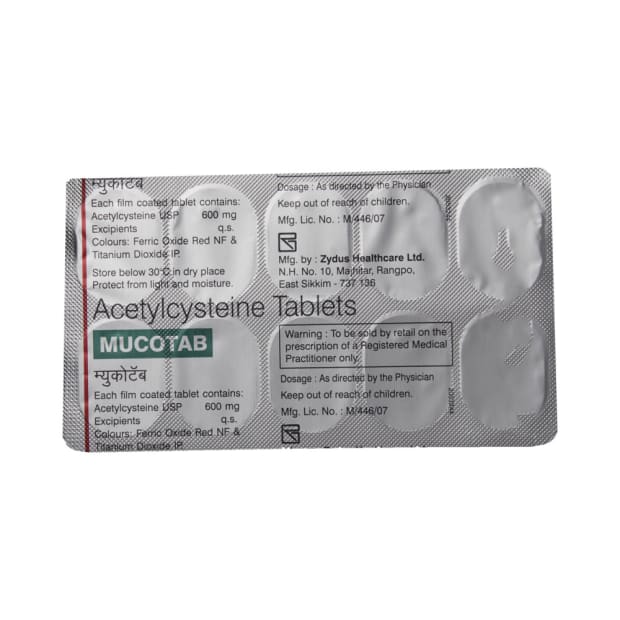 म्युकोटॅब
Each film coated tablet contains:
Acetylcysteine USP 600 mg
Excipients q.s.
Colours: Ferric Oxide Red NF &
Titanium Dioxide IP.
Store below 30°C in dry place
Protect from light and moisture.
Dosage : As directed by the Physician
Keep out of reach of children.
Mfg. Lic. No. : M/446/07
Mfg. by : Zydus Healthcare Ltd.
N.H. No. 10, Majhitar, Rangpo,
East Sikkim - 737 136
Acetylcysteine Tablets
MUCOTAB
म्युकोटॅब
Each film coated tablet contains:
Acetylcysteine USP 600 mg
Excipients q.s.
Colours: Ferric Oxide Red NF &
Titanium Dioxide IP.
Warning : To be sold by retail on the
prescription of a Registered Medical
Practitioner only.
Dosage : As directed by the Physician
Keep out of reach of children.
Mfg. Lic. No. : M/446/07